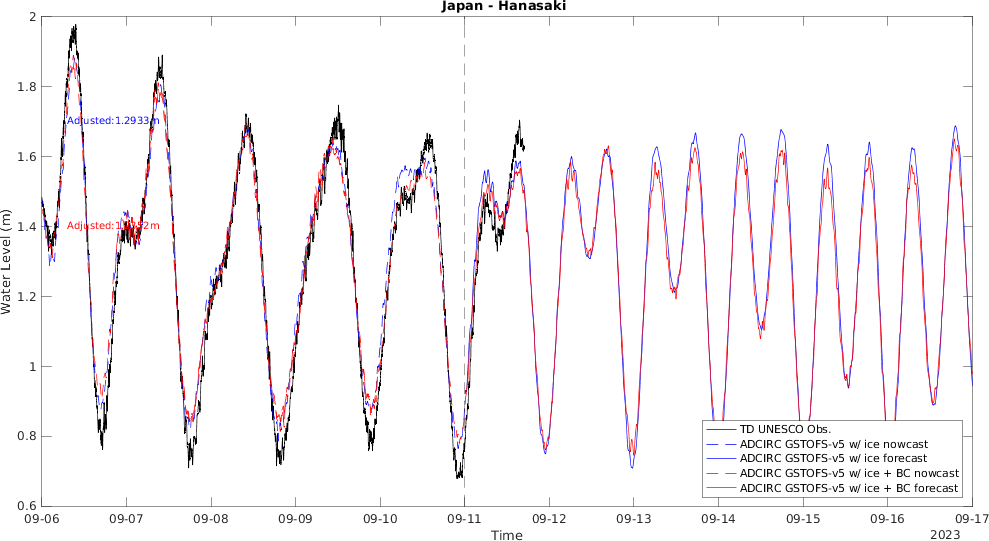 Japan - Hanasaki
Water Level (m)
2
1.8
1.6
1.4
1.2
1
0.8
0.6
Adjusted:1.2933m
TD UNESCO Obs.
ADCIRC GSTOFS-v5 w/ ice nowcast
ADCIRC GSTOFS-v5 w/ ice forecast
ADCIRC GSTOFS-v5 w/ ice + BC nowcast
ADCIRC GSTOFS-v5 w/ ice + BC forecast
09-06 09-07 09-08 09-09 09-10 09-11 09-12 09-13 09-14 09-15 09-16 09-17
Time
2023